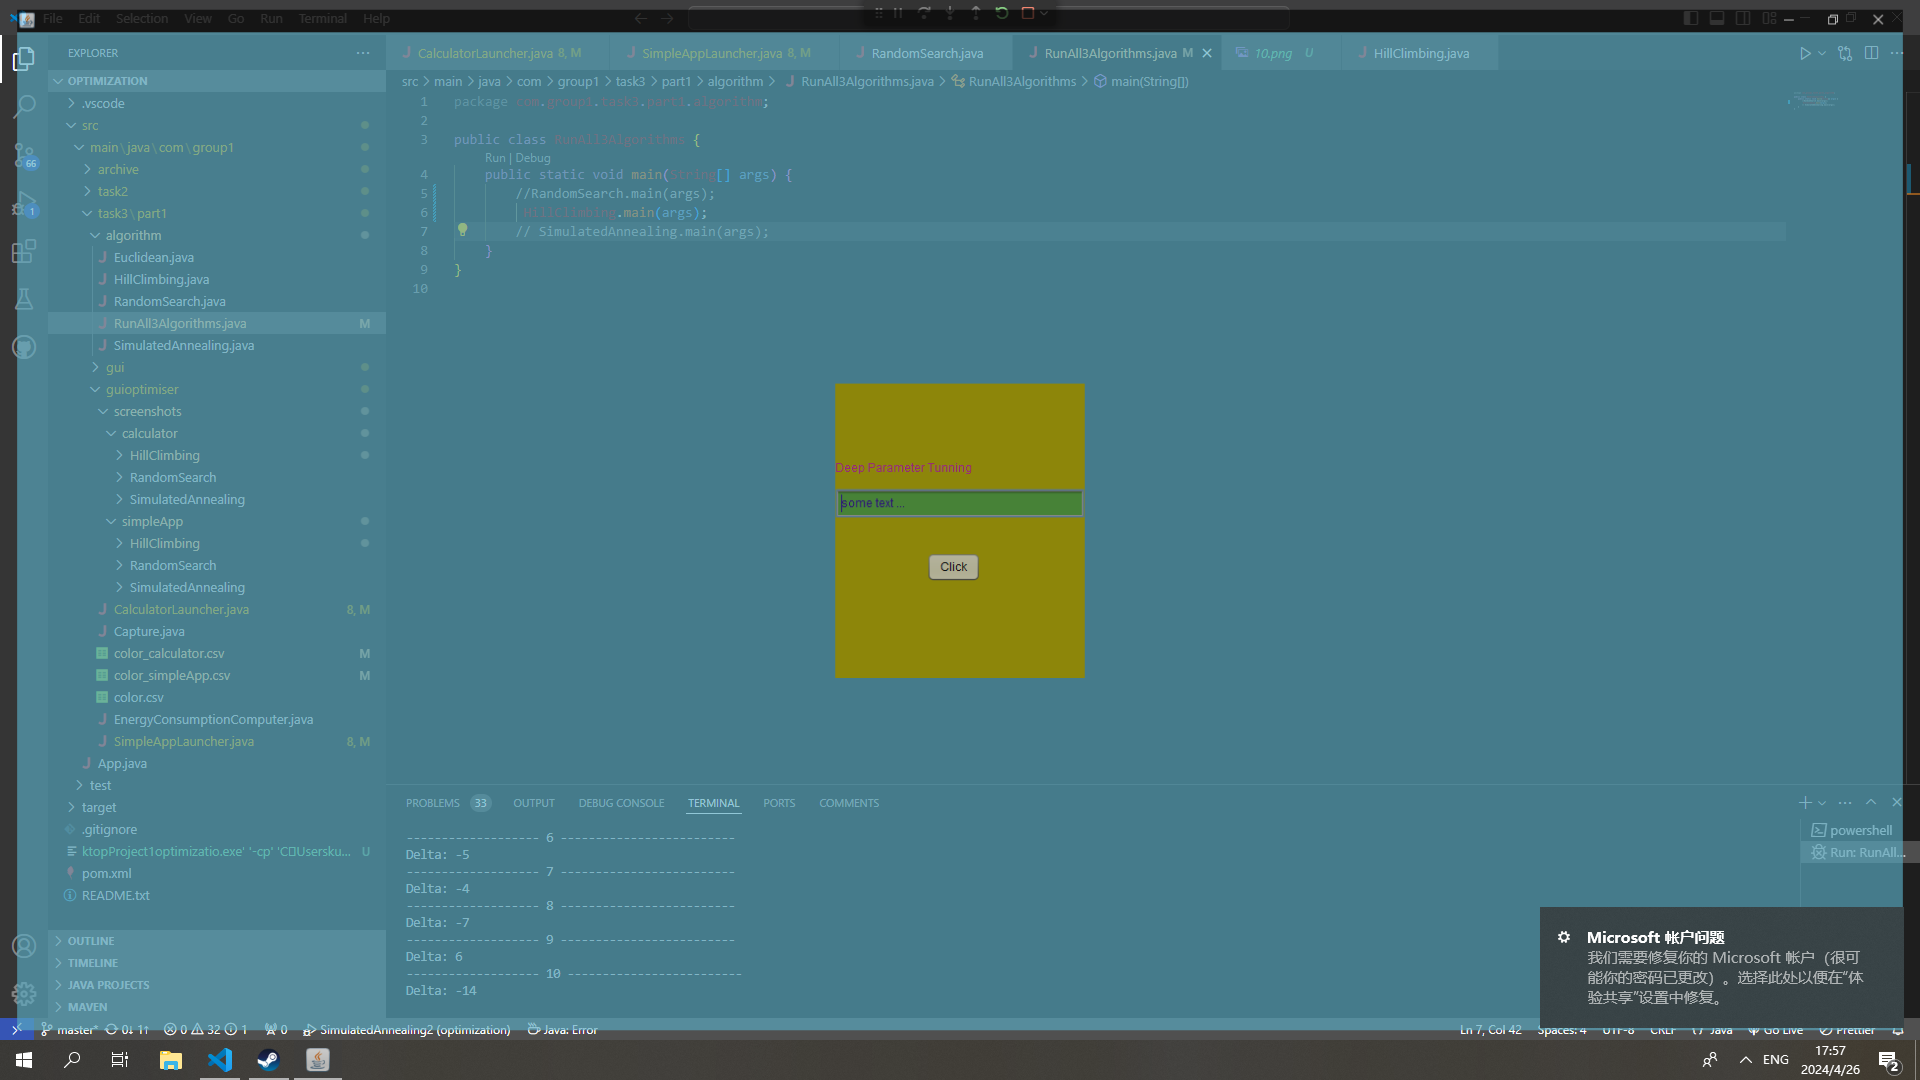 File Edit Selection View Go Run Terminal Help
EXPLORER
OPTIMIZATION
.vscode
src
main\java\com\group1
archive
task2
task3\part1
algorithm
Euclidean.java
HillClimbing.java
RandomSearch.java
RunAll3Algorithms.java M
SimulatedAnnealing.java
gui
guioptimiser
screenshots
calculator
HillClimbing
RandomSearch
SimulatedAnnealing
simpleApp
HillClimbing
RandomSearch
SimulatedAnnealing
CalculatorLauncher.java 8, M
Capture.java
color_calculator.csv M
color_simpleApp.csv M
color.csv
EnergyConsumptionComputer.java
SimpleAppLauncher.java 8, M
App.java
test
target
.gitignore
ktopProject1optimizatio.exe' '-cp' 'C▯Usersku... U
pom.xml
README.txt
OUTLINE
TIMELINE
JAVA PROJECTS
MAVEN
66
1
CalculatorLauncher.java 8, M SimpleAppLauncher.java 8, M RandomSearch.java RunAll3Algorithms.java M 10.png U HillClimbing.java
src > main > java > com > group1 > task3 > part1 > algorithm > RunAll3Algorithms.java > RunAll3Algorithms > main(String[])
1 package com.group1.task3.part1.algorithm;
2
3 public class RunAll3Algorithms {
Run | Debug
4 public static void main(String[] args) {
5 //RandomSearch.main(args);
6 HillClimbing.main(args);
7 // SimulatedAnnealing.main(args);
8 }
9 }
10
Deep Parameter Tunning
some text ...
Click
PROBLEMS 33 OUTPUT DEBUG CONSOLE TERMINAL PORTS COMMENTS
------------------- 6 -------------------------
Delta: -5
------------------- 7 -------------------------
Delta: -4
------------------- 8 -------------------------
Delta: -7
------------------- 9 -------------------------
Delta: 6
------------------- 10 -------------------------
Delta: -14
powershell
Run: RunAll...
Microsoft 帐户问题
我们需要修复你的 Microsoft 帐户（很可
能你的密码已更改）。选择此处以便在“体
验共享”设置中修复。
master* 0↓ 1↑ 0 32 1 0 SimulatedAnnealing2 (optimization) Java: Error
Ln 7, Col 42 Spaces: 4 UTF-8 CRLF {} Java Go Live Prettier
ENG
17:57
2024/4/26
2